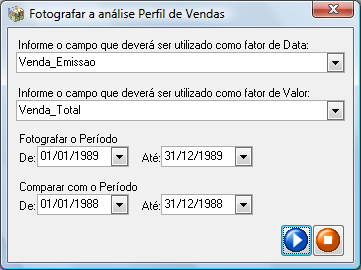 Fotografar a análise Perfil de Vendas
Informe o campo que deverá ser utilizado como fator de Data:
Venda_Emissao
Informe o campo que deverá ser utilizado como fator de Valor:
Venda_Total
Fotografar o Período
De: 01/01/1989 Até: 31/12/1989
Comparar com o Período
De: 01/01/1988 Até: 31/12/1988